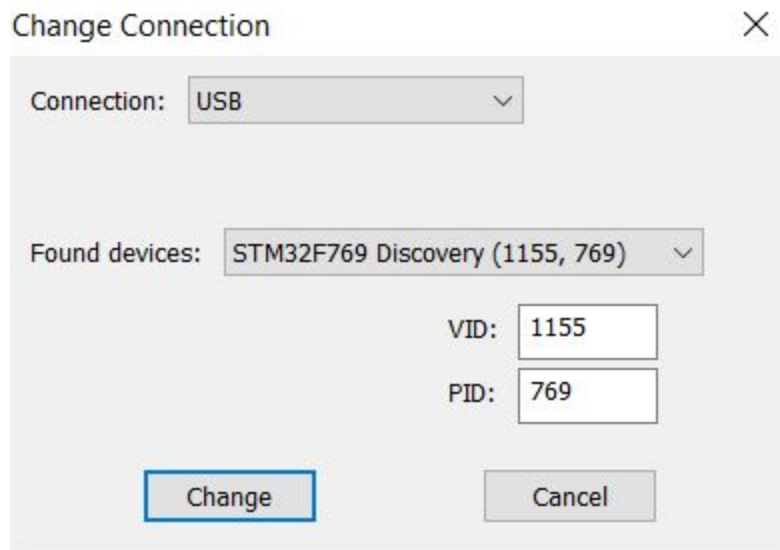 Change Connection
Connection: USB
Found devices: STM32F769 Discovery (1155, 769)
VID: 1155
PID: 769
Change Cancel